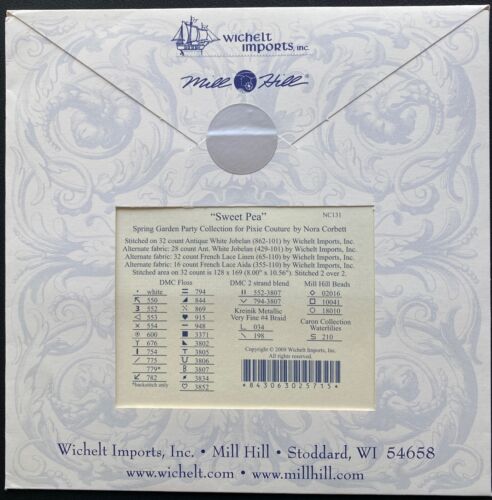 wichelt
imports, inc.
Mill Hill®
"Sweet Pea" NC131
Spring Garden Party Collection for Pixie Couture by Nora Corbett
Stitched on 32 count Antique White Jobelan (862-101) by Wichelt Imports, Inc.
Alternate fabric: 28 count Ant. White Jobelan (429-101) by Wichelt Imports, Inc.
Alternate fabric: 32 count French Lace Linen (65-110) by Wichelt Imports, Inc.
Alternate fabric: 16 count French Lace Aida (355-110) by Wichelt Imports, Inc.
Stitched area on 32 count is 128 x 169 (8.00" x 10.56"). Stitched 2 over 2.
DMC Floss
white 794
550 844
3 552 869
553 915
554 948
600 3371
676 3802
754 3805
775 3806
779* 3807
782 3834
*backstitch only 3852
DMC 2 strand blend
552-3807
794-3807
Kreinik Metallic
Very Fine #4 Braid
034
198
Mill Hill Beads
02016
10041
18010
Caron Collection
Waterlilies
210
Copyright © 2009 Wichelt Imports, Inc.
All rights reserved.
*843063025715*
Wichelt Imports, Inc. • Mill Hill • Stoddard, WI 54658
www.wichelt.com • www.millhill.com